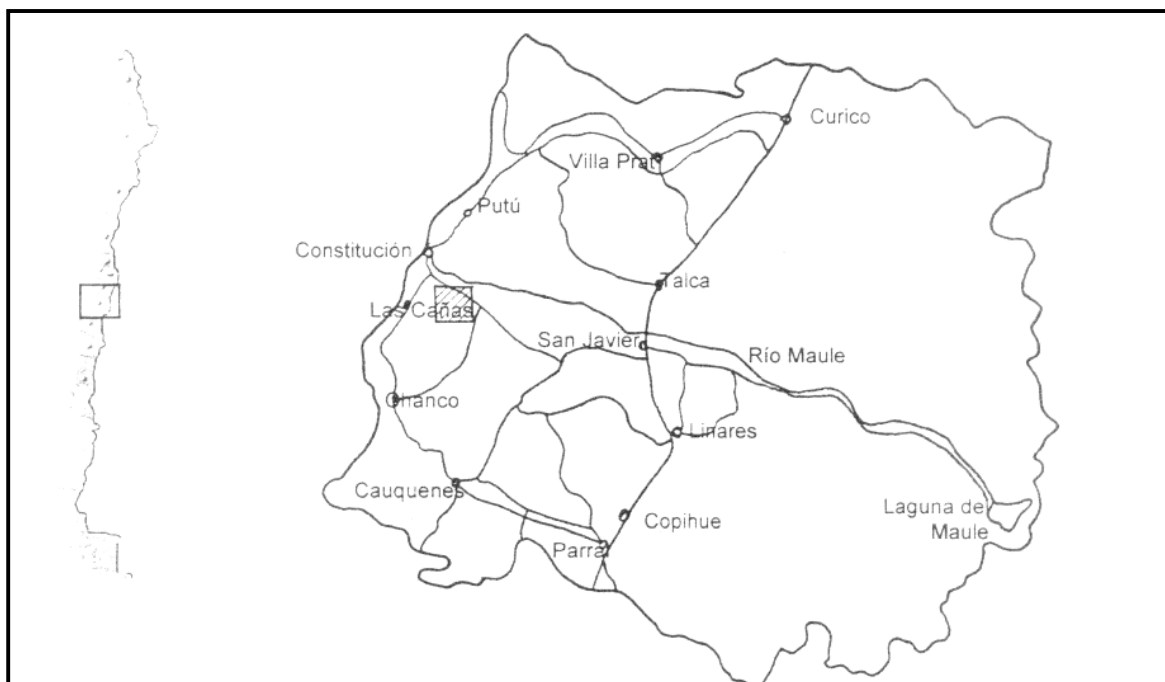 Curico
Villa Prat
Putú
Constitución
Talca
Las Cañas
San Javier
Río Maule
Chanco
Linares
Cauquenes
Laguna de
Maule
Copihue
Parral